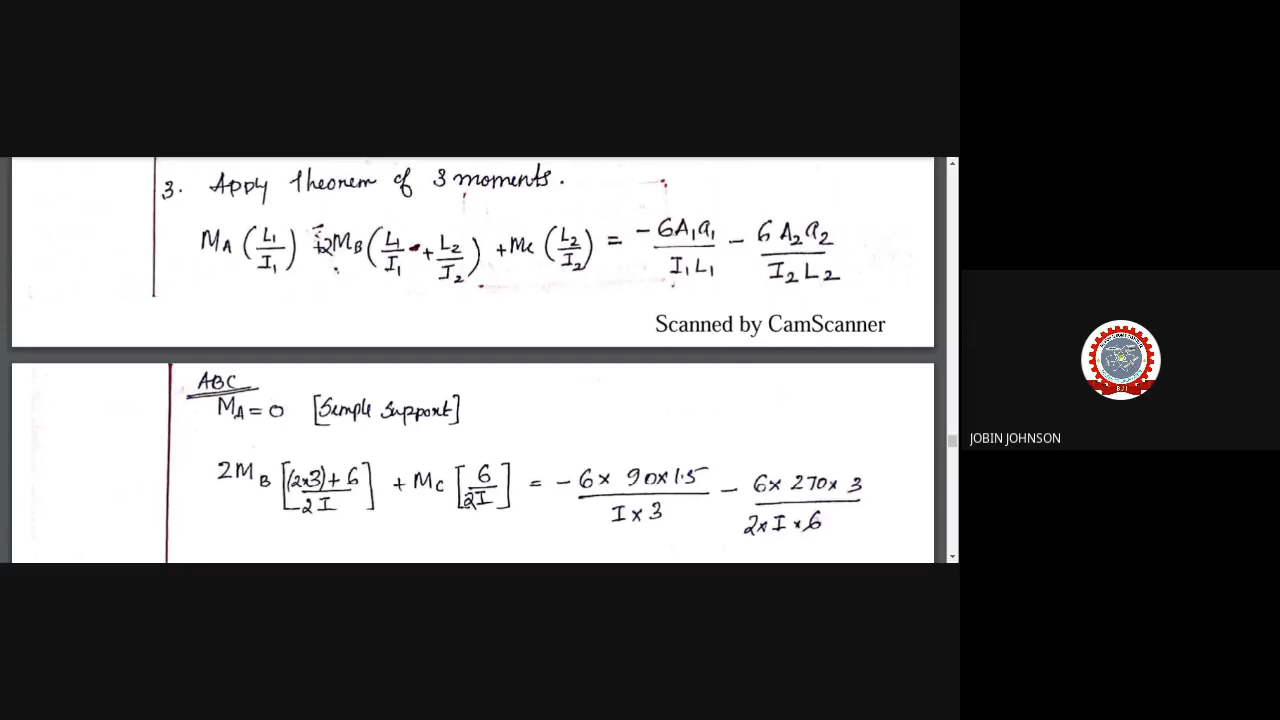 3. Apply Theorem of 3 moments.
MA (L1/I1) +2MB (L1/I1 + L2/I2) + Mc (L2/I2) = -6A1a1/I1L1 - 6A2a2/I2L2
Scanned by CamScanner
ABC
MA = 0 [Simple Support]
2MB [(2×3)+6/2I] + MC [6/2I] = - 6× 90×1.5/I×3 - 6×270×3/2×I×6
JOBIN JOHNSON
BJI